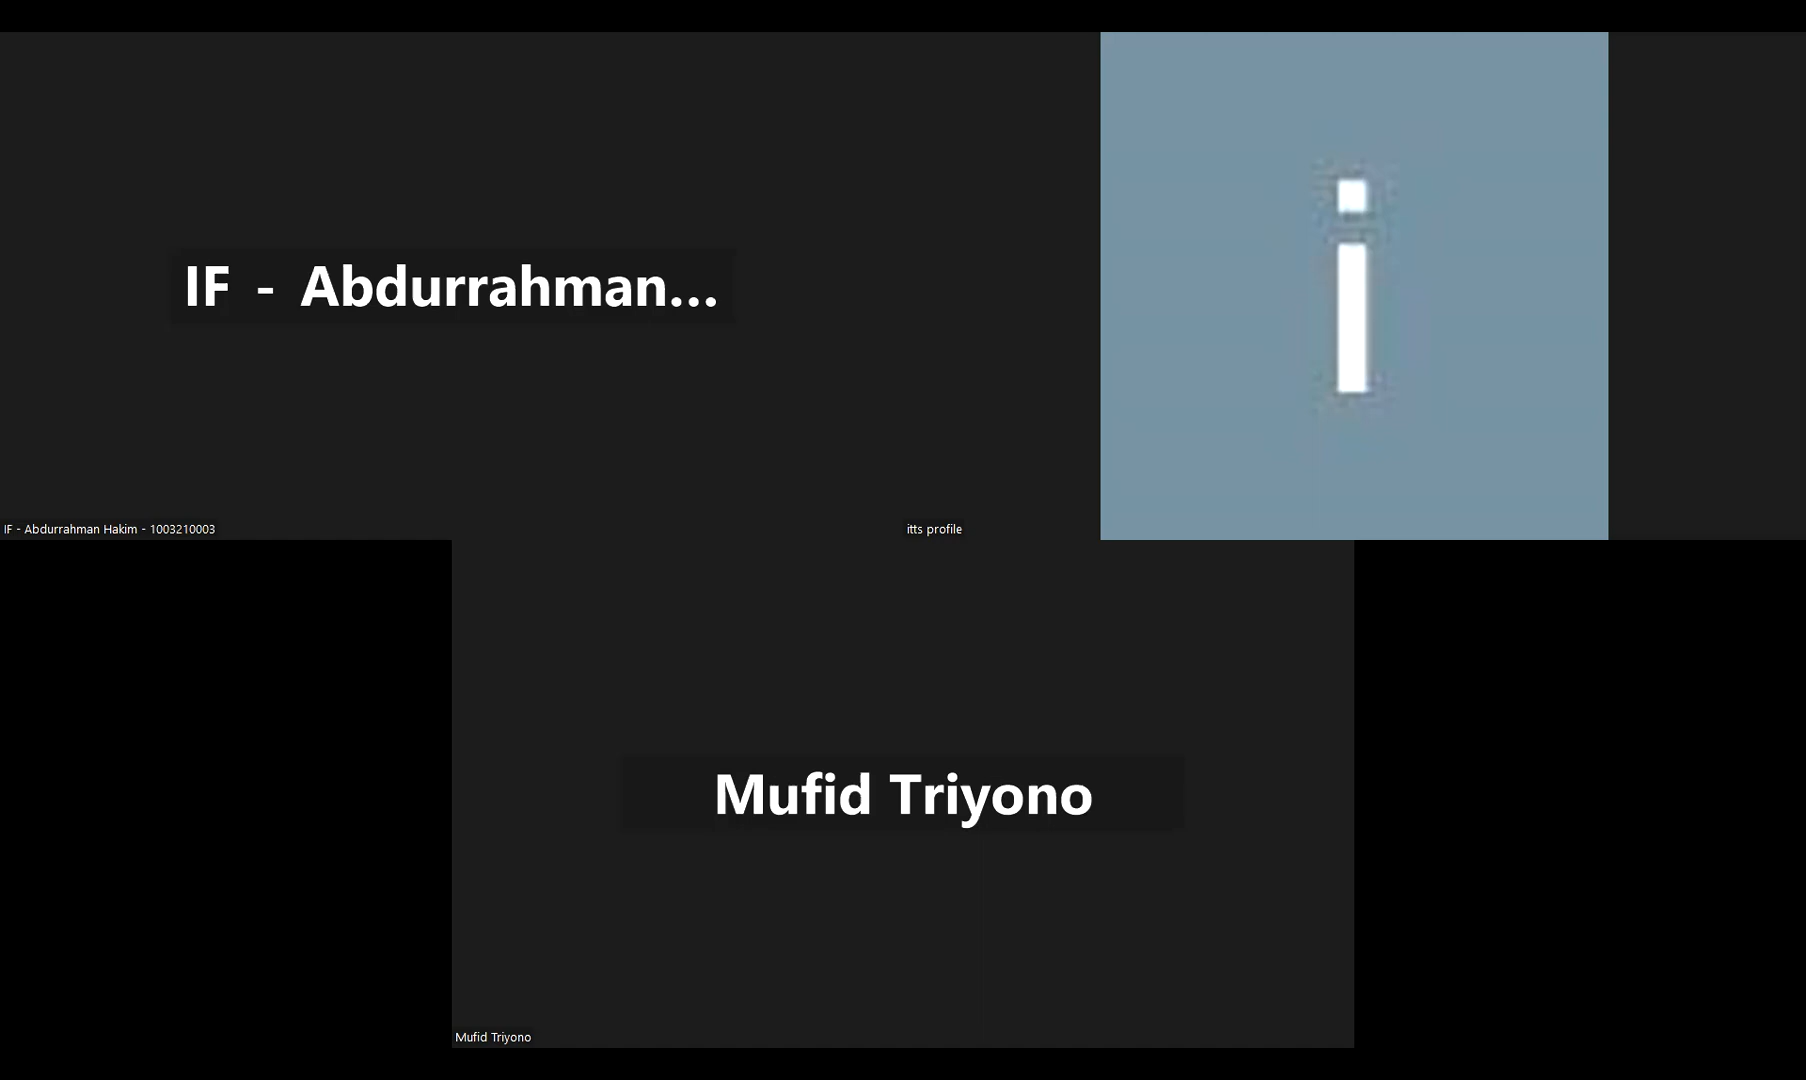 IF - Abdurrahman...
i
IF - Abdurrahman Hakim - 1003210003
itts profile
Mufid Triyono
Mufid Triyono